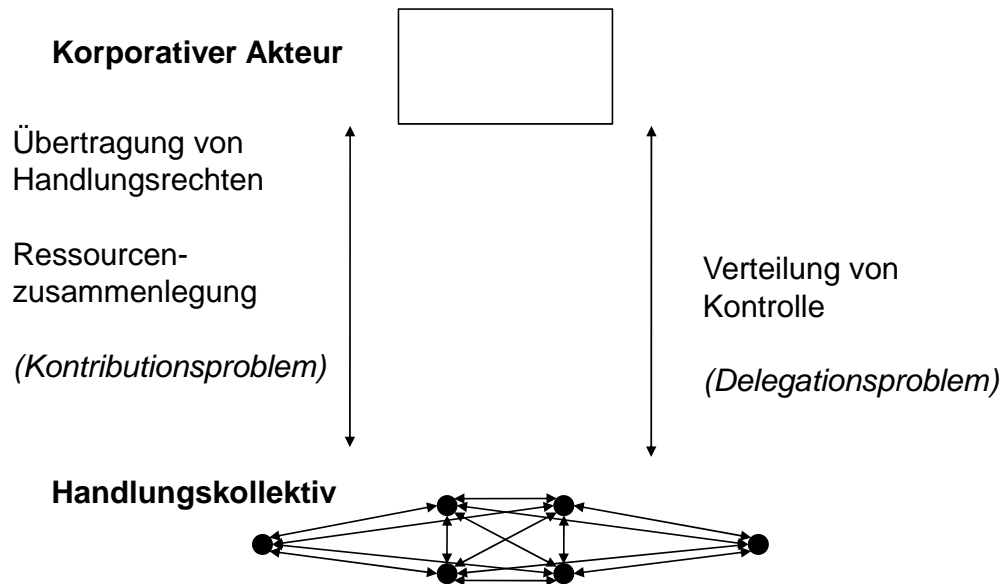 Korporativer Akteur
Übertragung von
Handlungsrechten
Ressourcen-
zusammenlegung
(Kontributionsproblem)
Verteilung von
Kontrolle
(Delegationsproblem)
Handlungskollektiv